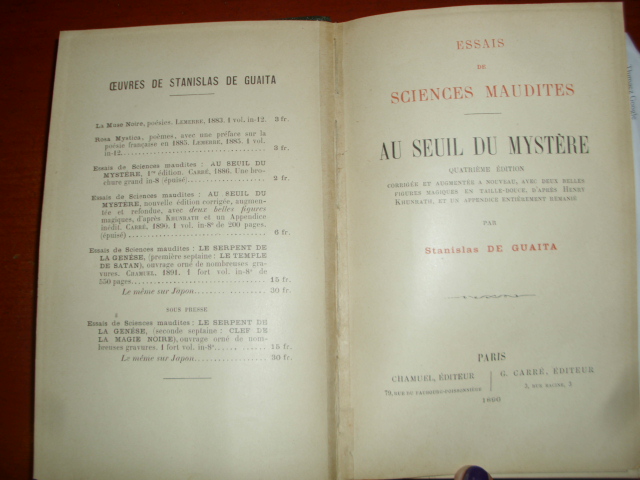 ŒUVRES DE STANISLAS DE GUAITA
La Muse Noire, poésies. Lemerre, 1883. 1 vol. in-12. 3 fr.
Rosa Mystica, poèmes, avec une préface sur la
poésie française en 1885. Lemerre, 1885. 1 vol.
in-12. 3 fr.
Essais de Sciences maudites : AU SEUIL DU
MYSTÈRE, 1re édition. Carré, 1886. Une bro-
chure grand in-8 (épuisé) 2 fr.
Essais de Sciences maudites : AU SEUIL DU
MYSTÈRE, nouvelle édition corrigée, augmen-
tée et refondue, avec deux belles figures
magiques, d'après Khunrath et un Appendice
inédit. Carré, 1890. 1 vol. in-8° de 200 pages.
(épuisé) 6 fr.
Essais de Sciences maudites : LE SERPENT DE
LA GENÈSE, (première septaine : LE TEMPLE
DE SATAN), ouvrage orné de nombreuses gra-
vures. Chamuel, 1891. 1 fort vol. in-8° de
550 pages 15 fr.
Le même sur Japon 30 fr.
SOUS PRESSE
Essais de Sciences maudites : LE SERPENT DE
LA GENÈSE, (seconde septaine : CLEF DE
LA MAGIE NOIRE), ouvrage orné de nom-
breuses gravures. 1 fort vol. in-8° 15 fr.
Le même sur Japon 30 fr.
ESSAIS
DE
SCIENCES MAUDITES
AU SEUIL DU MYSTÈRE
QUATRIÈME ÉDITION
CORRIGÉE ET AUGMENTÉE A NOUVEAU, AVEC DEUX BELLES
FIGURES MAGIQUES EN TAILLE-DOUCE, D'APRÈS HENRY
KHUNRATH, ET UN APPENDICE ENTIÈREMENT REMANIÉ
PAR
Stanislas DE GUAITA
PARIS
CHAMUEL, ÉDITEUR
79, RUE DU FAUBOURG-POISSONNIÈRE
G. CARRÉ, ÉDITEUR
3, RUE RACINE, 3